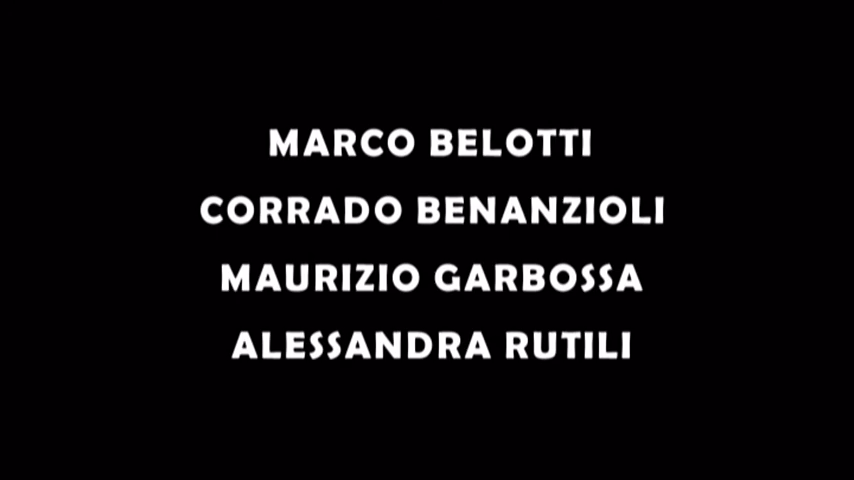 MARCO BELOTTI
CORRADO BENANZIOLI
MAURIZIO GARBOSSA
ALESSANDRA RUTILI